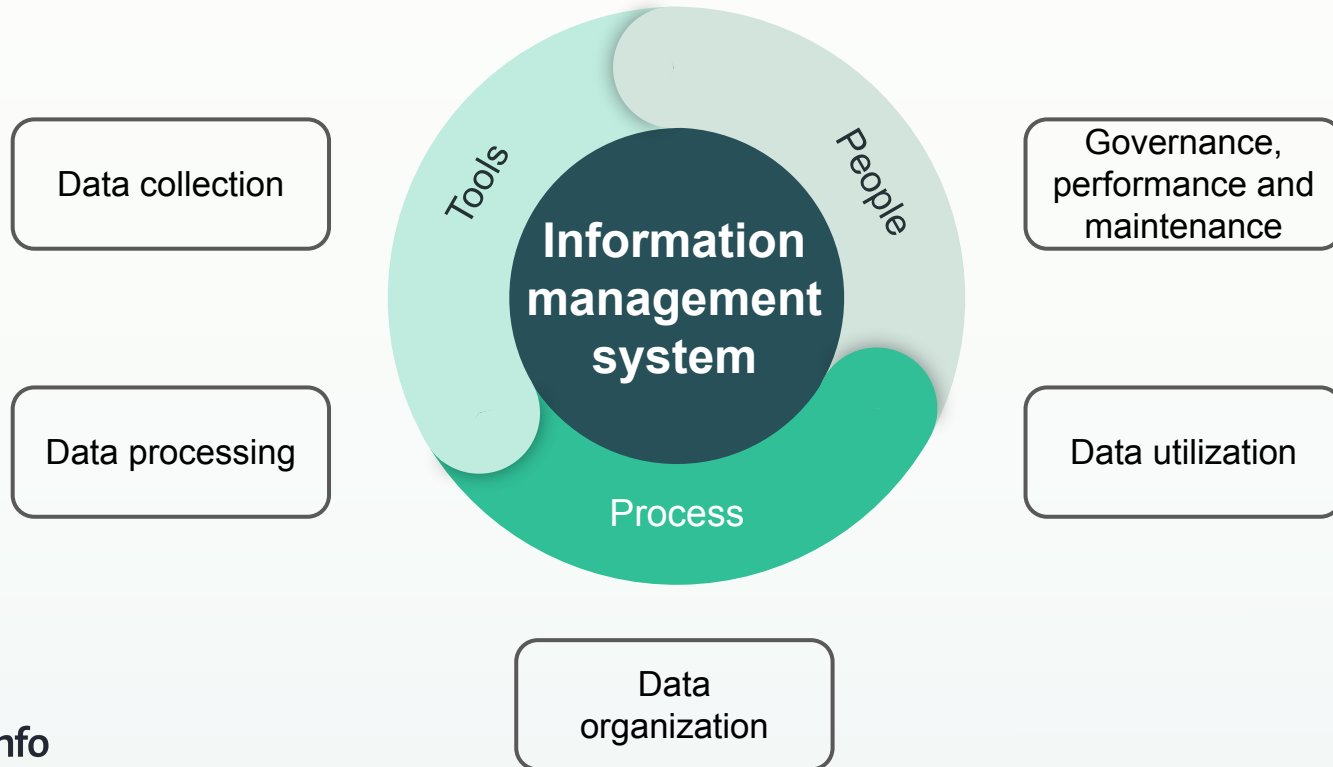 Tools
People
Data collection
Governance,
performance and
maintenance
Information
management
system
Data processing
Data utilization
Process
Data
organization
nfo